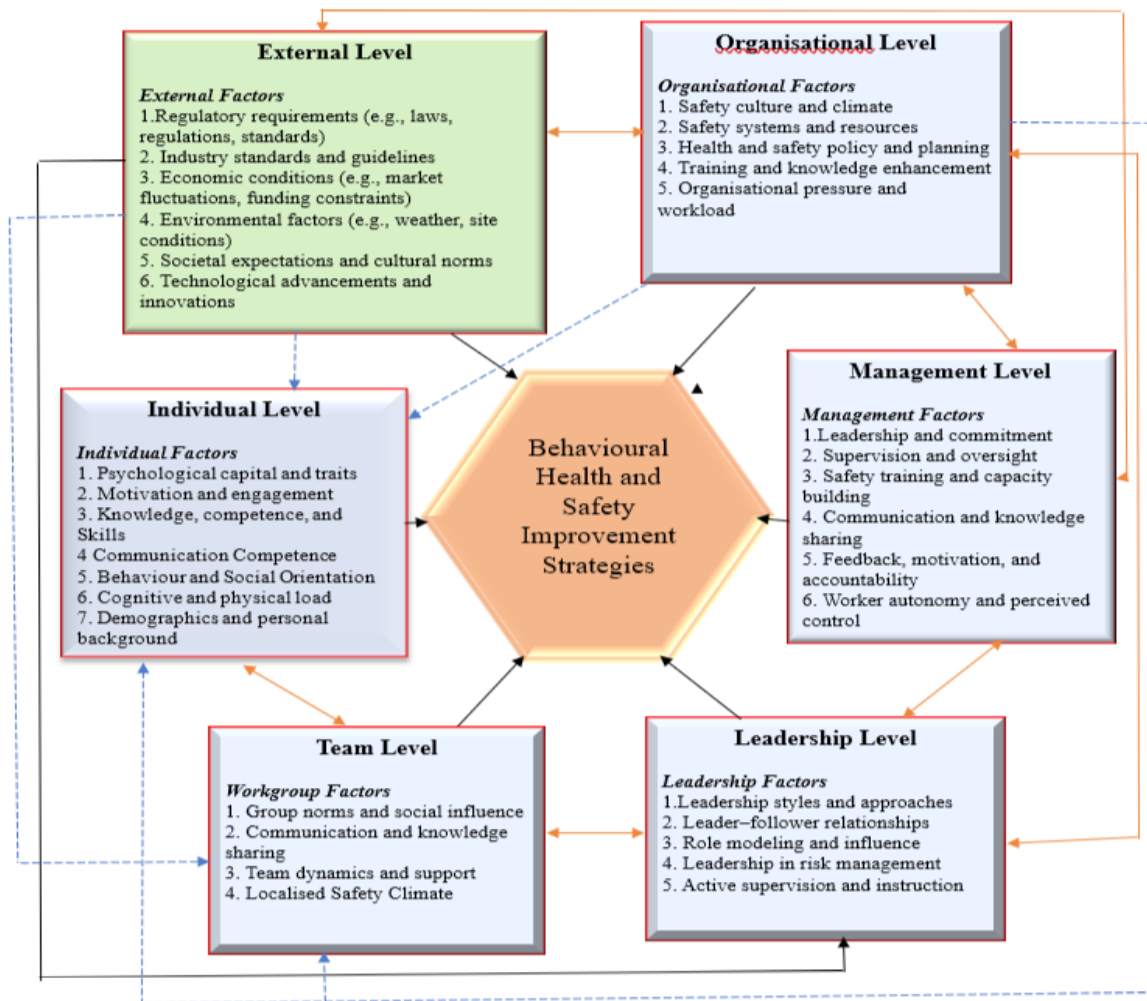 External Level
External Factors
1.Regulatory requirements (e.g., laws,
regulations, standards)
2. Industry standards and guidelines
3. Economic conditions (e.g., market
fluctuations, funding constraints)
4. Environmental factors (e.g., weather, site
conditions)
5. Societal expectations and cultural norms
6. Technological advancements and
innovations
Organisational Level
Organisational Factors
1. Safety culture and climate
2. Safety systems and resources
3. Health and safety policy and planning
4. Training and knowledge enhancement
5. Organisational pressure and
workload
Individual Level
Individual Factors
1. Psychological capital and traits
2. Motivation and engagement
3. Knowledge, competence, and
Skills
4 Communication Competence
5. Behaviour and Social Orientation
6. Cognitive and physical load
7. Demographics and personal
background
Behavioural
Health and
Safety
Improvement
Strategies
Management Level
Management Factors
1.Leadership and commitment
2. Supervision and oversight
3. Safety training and capacity
building
4. Communication and knowledge
sharing
5. Feedback, motivation, and
accountability
6. Worker autonomy and perceived
control
Team Level
Workgroup Factors
1. Group norms and social influence
2. Communication and knowledge
sharing
3. Team dynamics and support
4. Localised Safety Climate
Leadership Level
Leadership Factors
1.Leadership styles and approaches
2. Leader–follower relationships
3. Role modeling and influence
4. Leadership in risk management
5. Active supervision and instruction